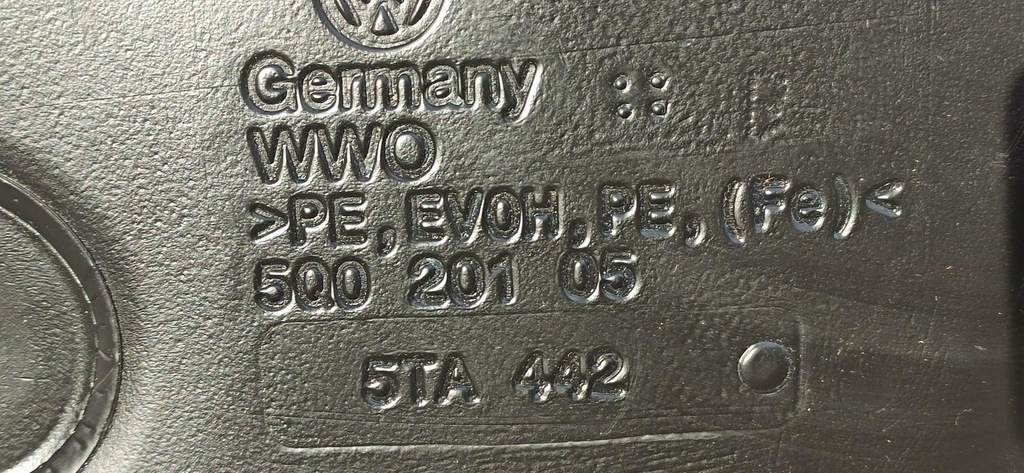 Germany
WWO
>PE,EVOH,PE,(Fe)<
5Q0 201 05
5TA 442